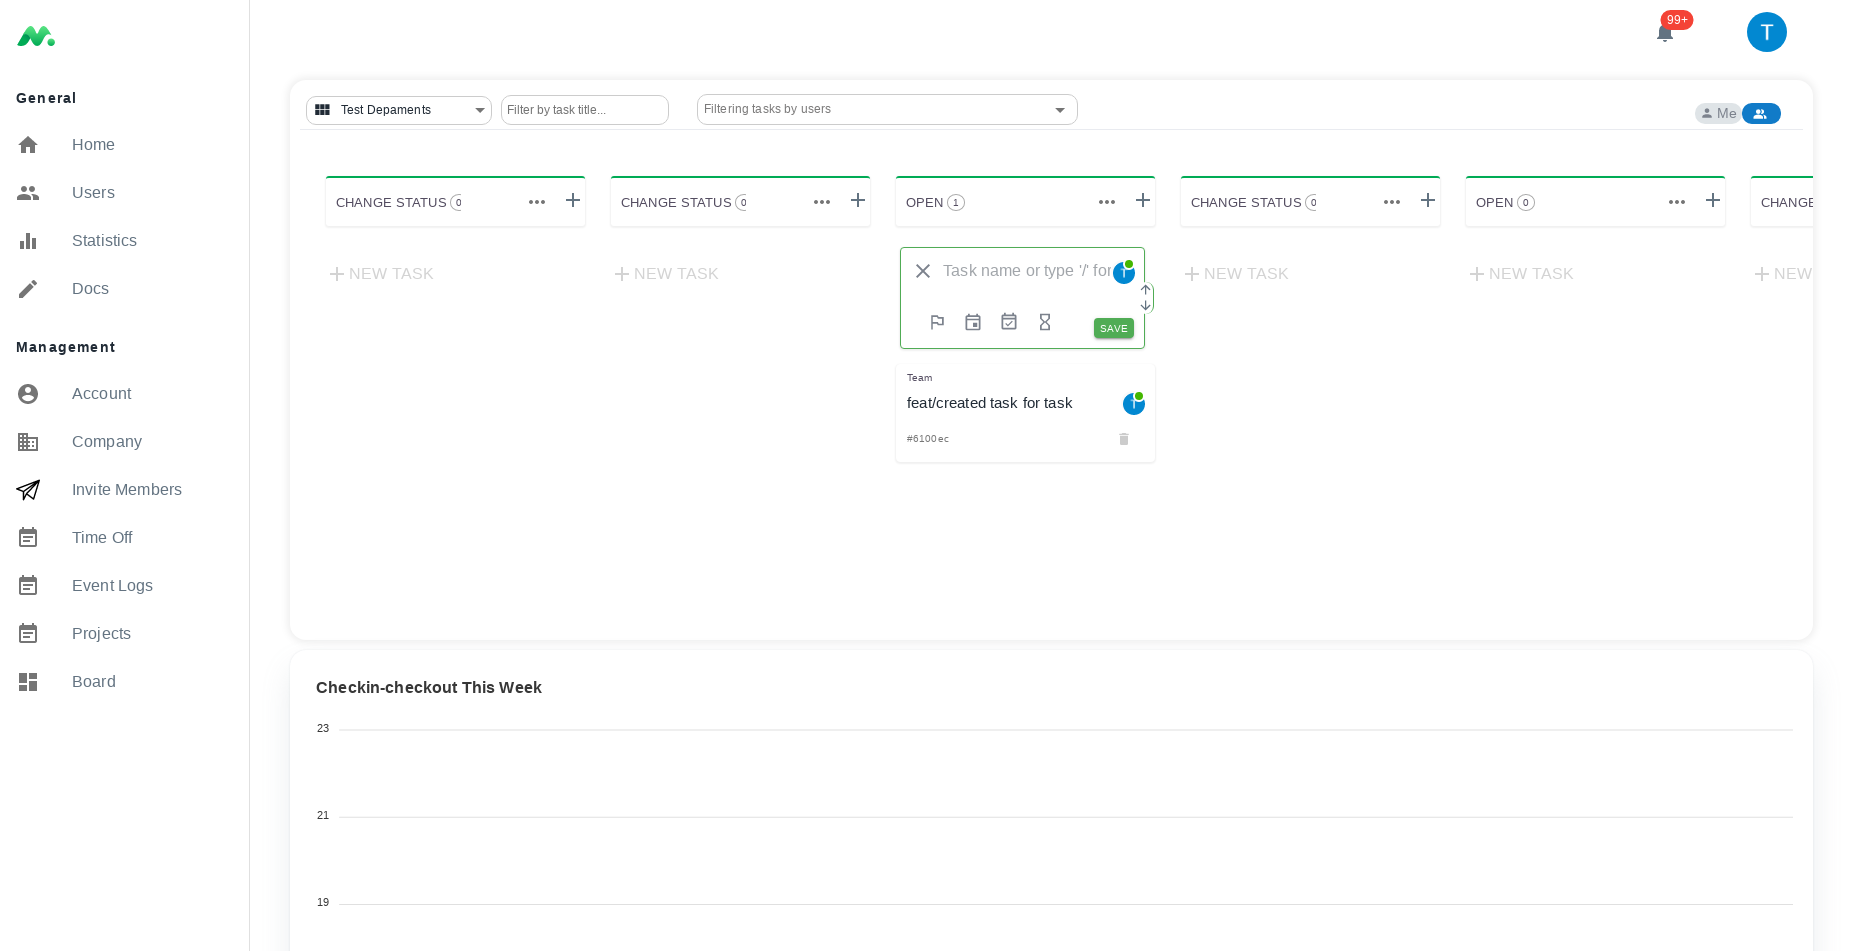 99+
T
General
Home
Users
Statistics
Docs
Management
Account
Company
Invite Members
Time Off
Event Logs
Projects
Board
Test Depaments
Filter by task title...
Filtering tasks by users
Me
CHANGE STATUS 0
CHANGE STATUS 0
OPEN 1
CHANGE STATUS 0
OPEN 0
CHANGE
NEW TASK
NEW TASK
Task name or type '/' for
T
SAVE
NEW TASK
NEW TASK
NEW
Team
feat/created task for task
T
#6100ec
Checkin-checkout This Week
23
21
19